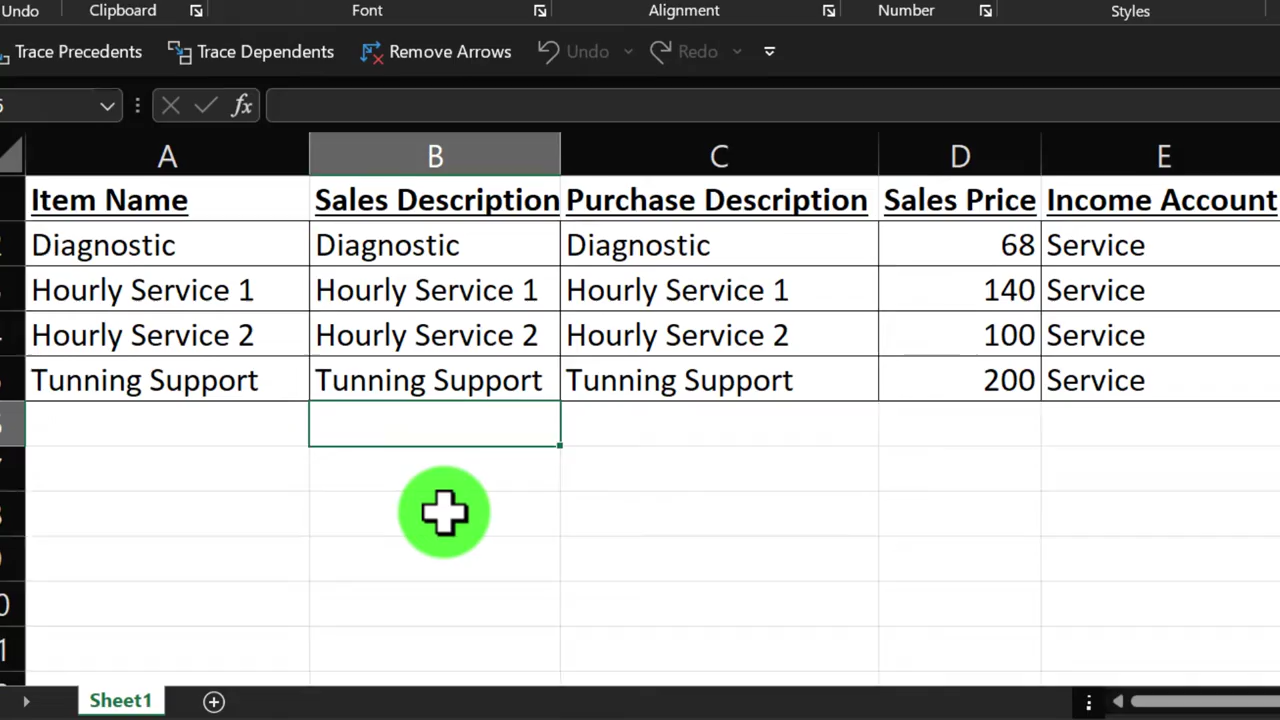 Undo Clipboard Font Alignment Number Styles
Trace Precedents Trace Dependents Remove Arrows Undo Redo
fx
A B C D E
Item Name Sales Description Purchase Description Sales Price Income Account
2 Diagnostic Diagnostic Diagnostic 68 Service
Hourly Service 1 Hourly Service 1 Hourly Service 1 140 Service
Hourly Service 2 Hourly Service 2 Hourly Service 2 100 Service
Tunning Support Tunning Support Tunning Support 200 Service
Sheet1